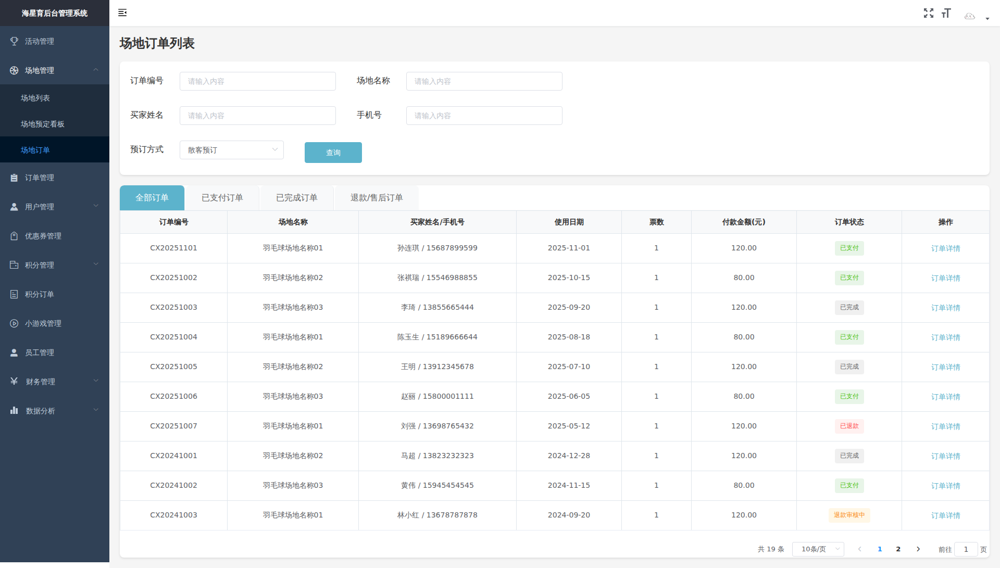 海星育后台管理系统
活动管理
场地管理
场地列表
场地预定看板
场地订单
订单管理
用户管理
优惠券管理
积分管理
积分订单
小游戏管理
员工管理
财务管理
数据分析
场地订单列表
订单编号 请输入内容 场地名称 请输入内容
买家姓名 请输入内容 手机号 请输入内容
预订方式 散客预订 查询
全部订单 已支付订单 已完成订单 退款/售后订单
订单编号 场地名称 买家姓名/手机号 使用日期 票数 付款金额(元) 订单状态 操作
CX20251101 羽毛球场地名称01 孙连琪 / 15687899599 2025-11-01 1 120.00 已支付 订单详情
CX20251002 羽毛球场地名称02 张祺瑞 / 15546988855 2025-10-15 1 80.00 已支付 订单详情
CX20251003 羽毛球场地名称03 李琦 / 13855665444 2025-09-20 1 120.00 已完成 订单详情
CX20251004 羽毛球场地名称01 陈玉生 / 15189666644 2025-08-18 1 80.00 已支付 订单详情
CX20251005 羽毛球场地名称02 王明 / 13912345678 2025-07-10 1 120.00 已完成 订单详情
CX20251006 羽毛球场地名称03 赵丽 / 15800001111 2025-06-05 1 80.00 已支付 订单详情
CX20251007 羽毛球场地名称01 刘强 / 13698765432 2025-05-12 1 120.00 已退款 订单详情
CX20241001 羽毛球场地名称02 马超 / 13823232323 2024-12-28 1 120.00 已完成 订单详情
CX20241002 羽毛球场地名称03 黄伟 / 15945454545 2024-11-15 1 80.00 已支付 订单详情
CX20241003 羽毛球场地名称01 林小红 / 13678787878 2024-09-20 1 120.00 退款审核中 订单详情
共 19 条 10条/页 1 2 前往 1 页